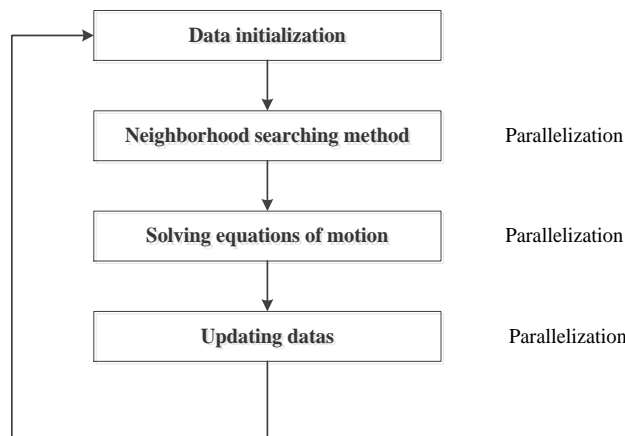 Data initialization
Neighborhood searching method
Parallelization
Solving equations of motion
Parallelization
Updating datas
Parallelization